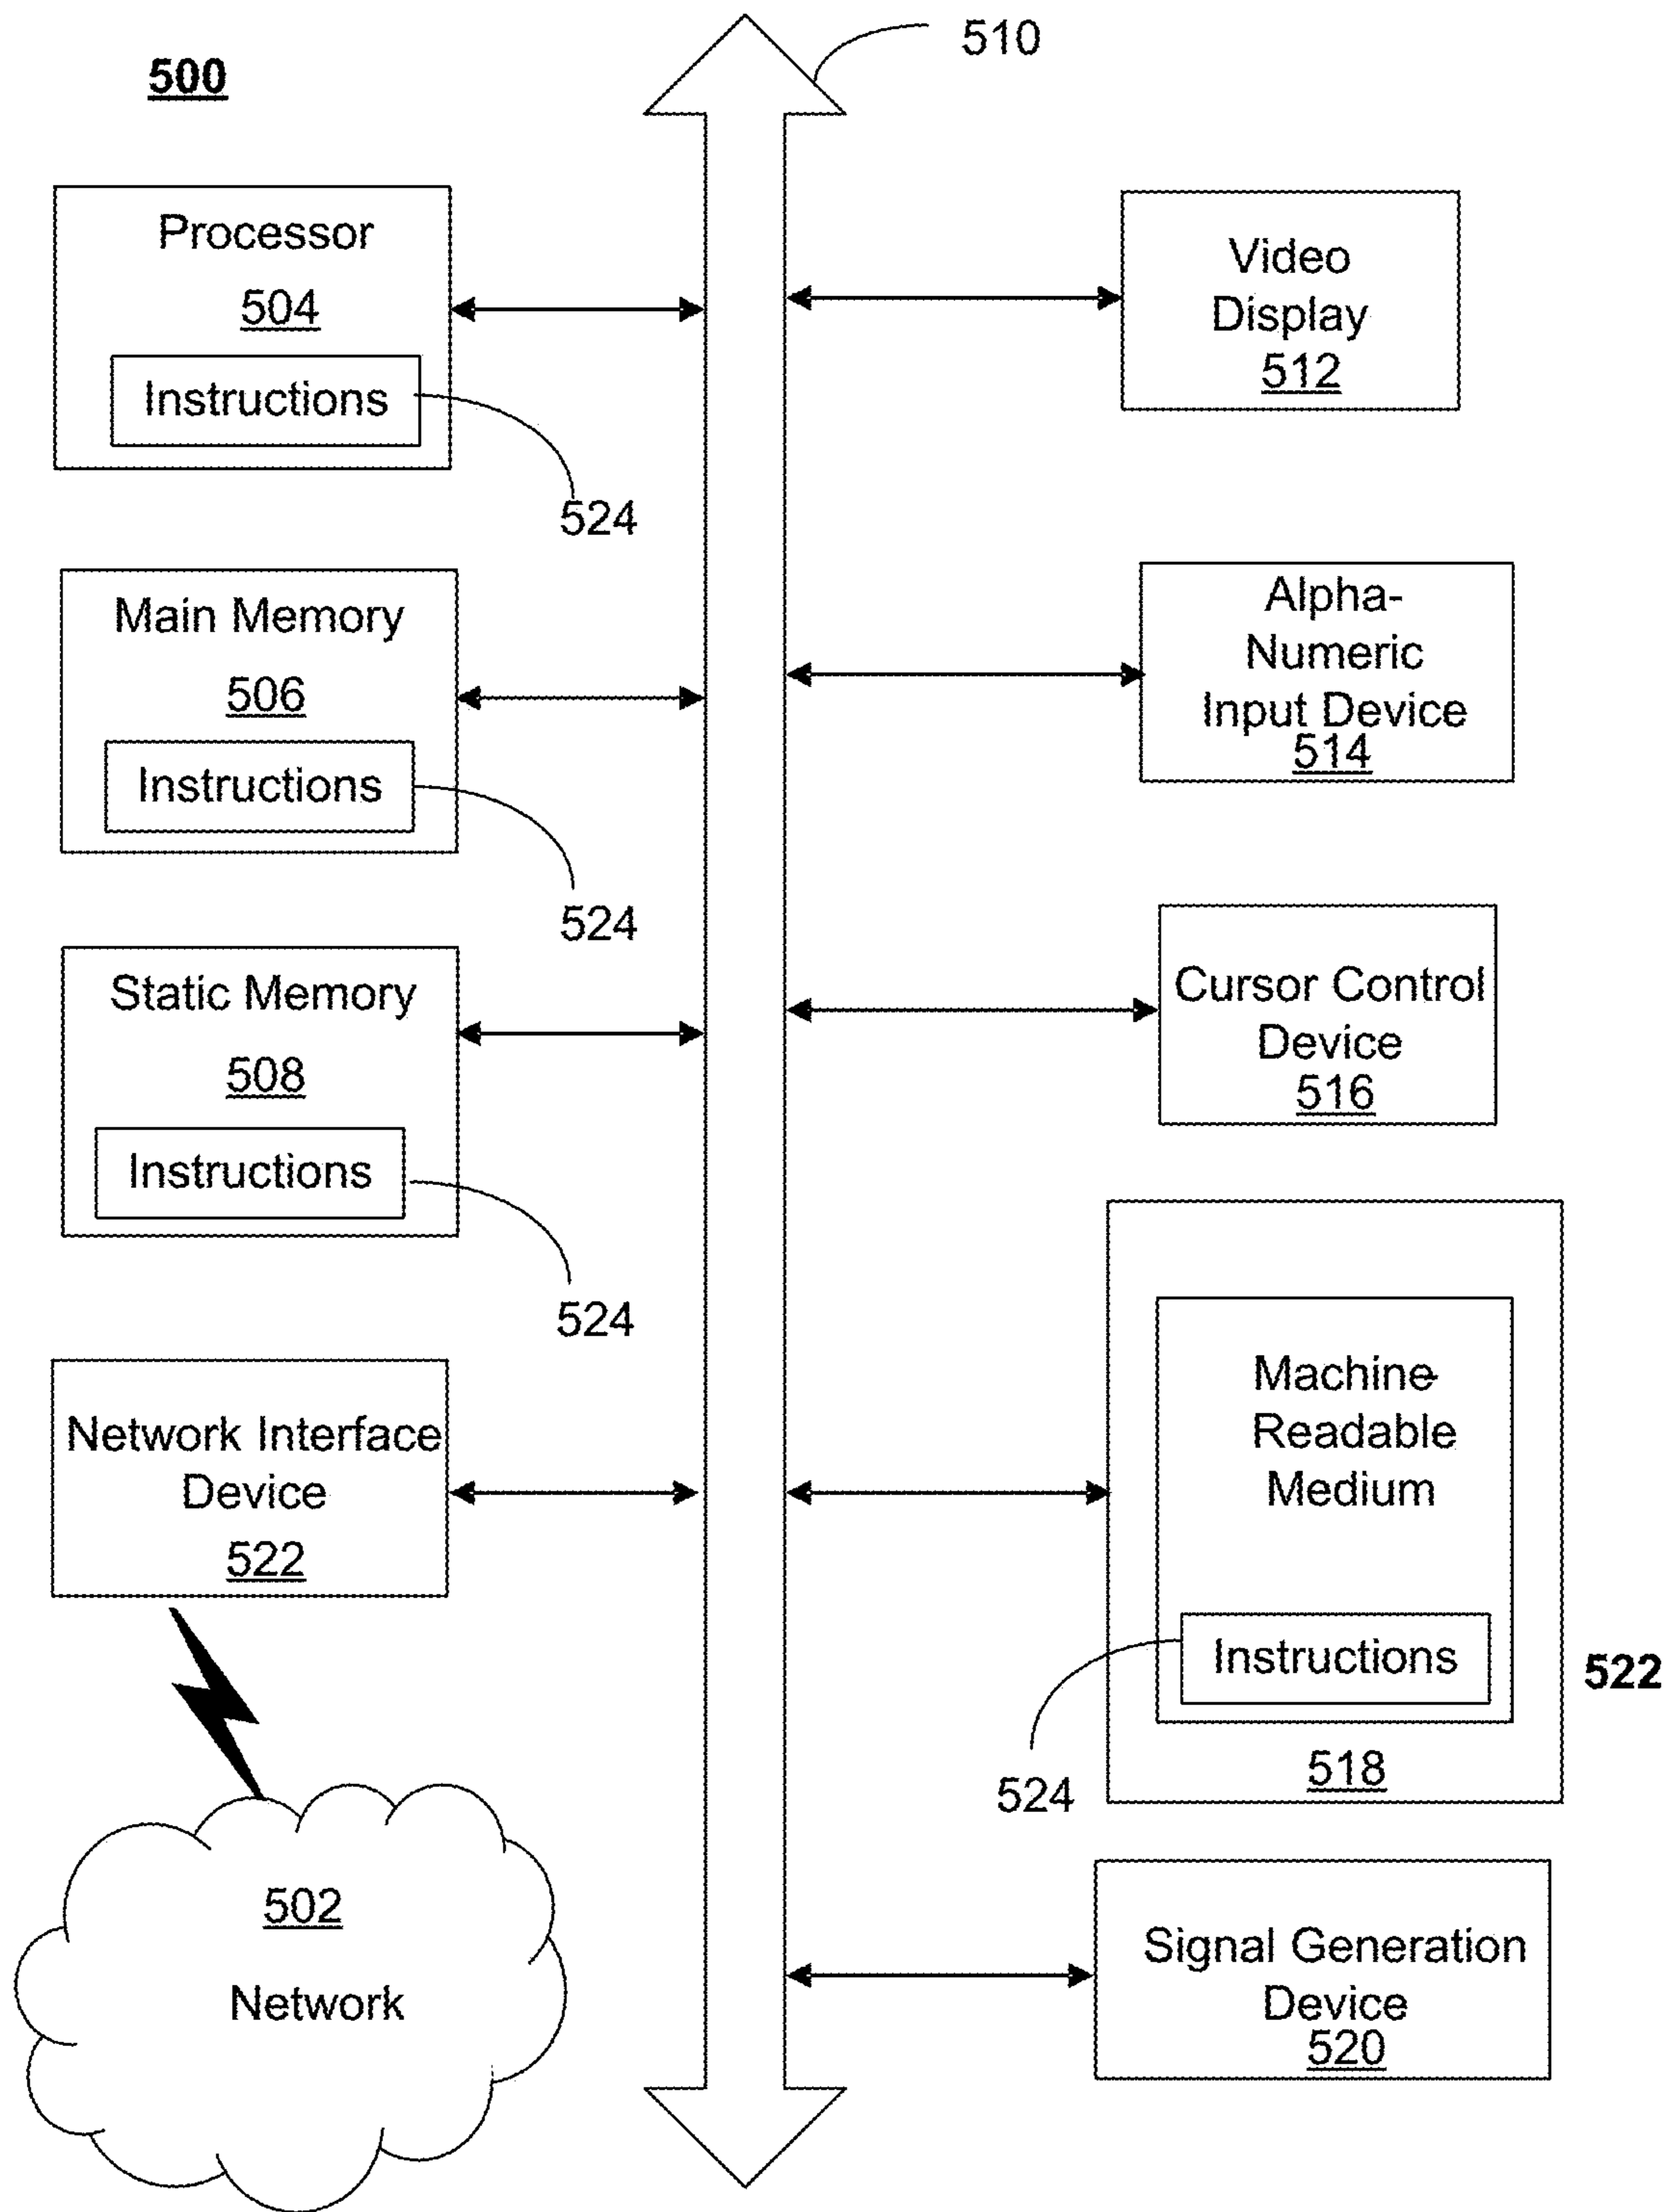 500
510
Processor
504
Instructions
524
Main Memory
506
Instructions
524
Static Memory
508
Instructions
524
Network Interface
Device
522
502
Network
Video
Display
512
Alpha-
Numeric
Input Device
514
Cursor Control
Device
516
Machine-
Readable
Medium
Instructions
522
524
518
Signal Generation
Device
520